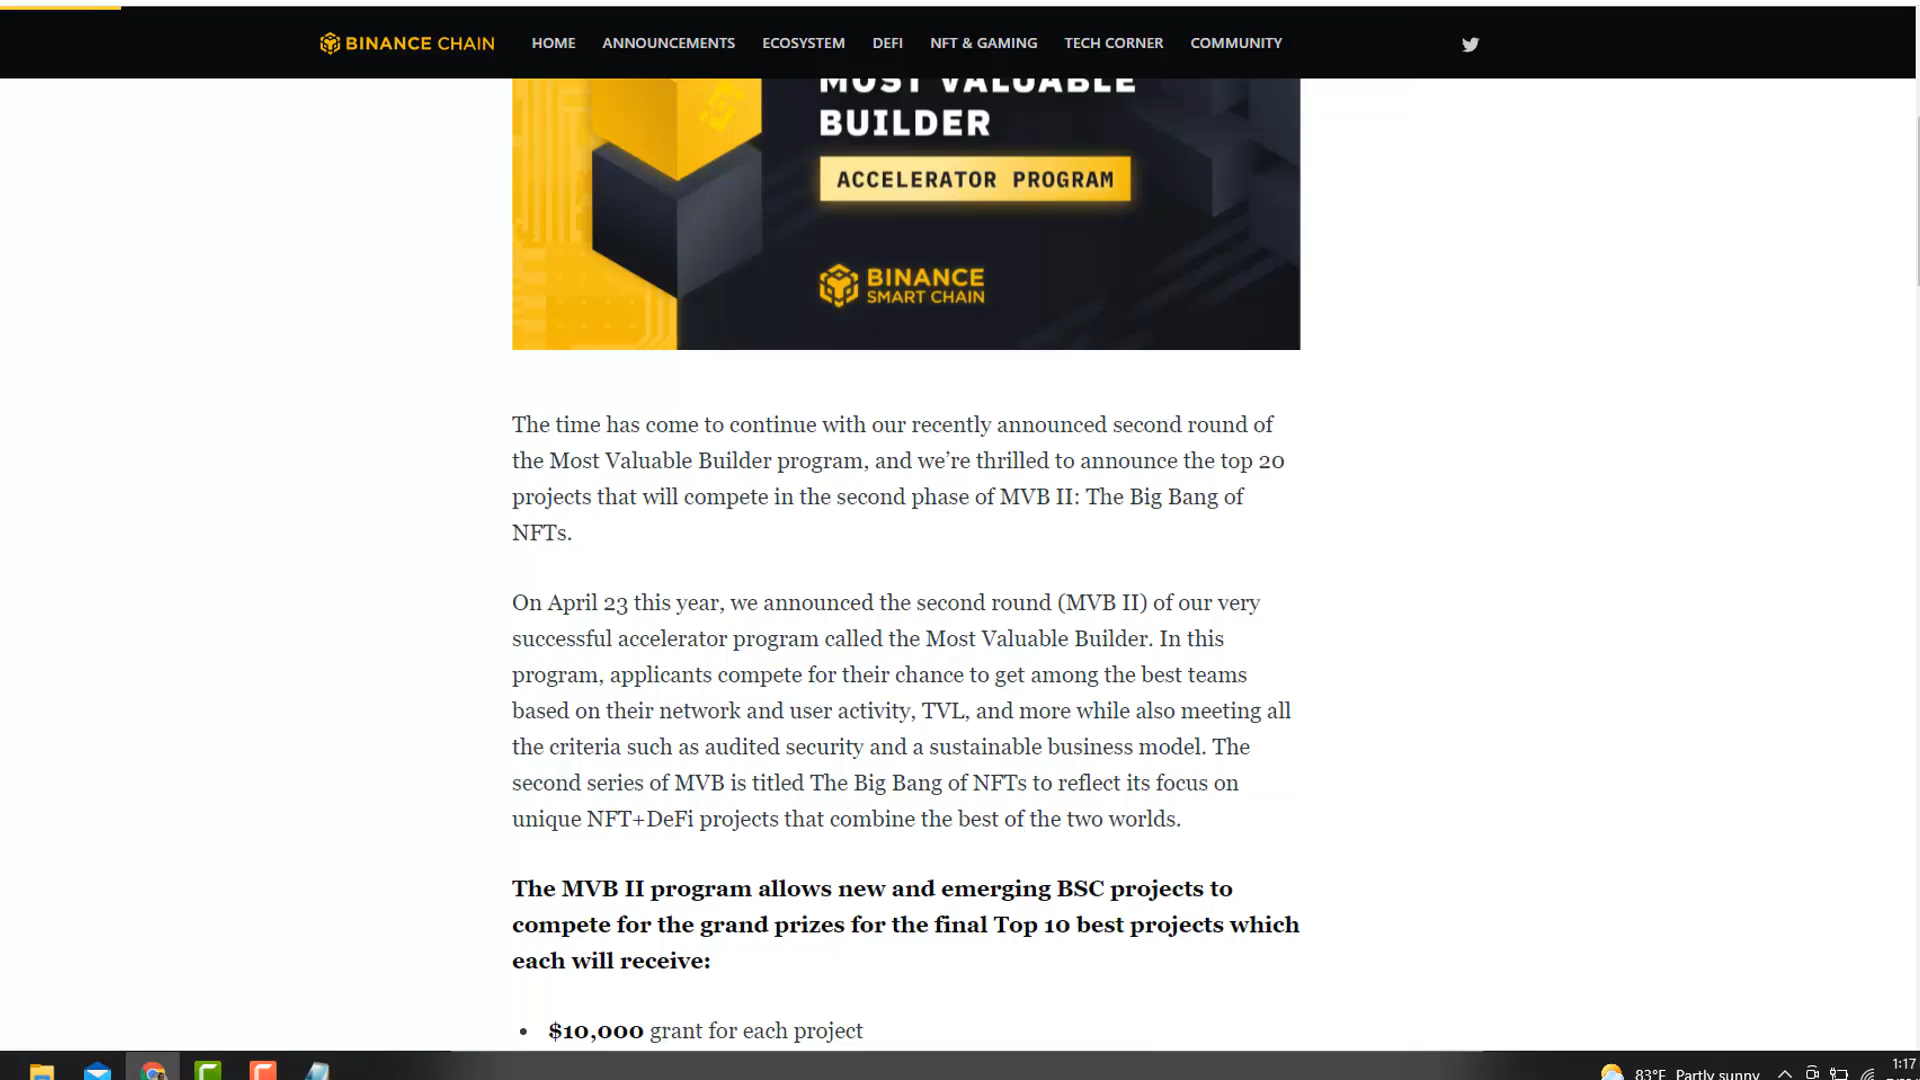 BINANCE CHAIN HOME ANNOUNCEMENTS ECOSYSTEM DEFI NFT & GAMING TECH CORNER COMMUNITY
MOST VALUABLE
BUILDER
ACCELERATOR PROGRAM
BINANCE
SMART CHAIN
The time has come to continue with our recently announced second round of
the Most Valuable Builder program, and we’re thrilled to announce the top 20
projects that will compete in the second phase of MVB II: The Big Bang of
NFTs.
On April 23 this year, we announced the second round (MVB II) of our very
successful accelerator program called the Most Valuable Builder. In this
program, applicants compete for their chance to get among the best teams
based on their network and user activity, TVL, and more while also meeting all
the criteria such as audited security and a sustainable business model. The
second series of MVB is titled The Big Bang of NFTs to reflect its focus on
unique NFT+DeFi projects that combine the best of the two worlds.
The MVB II program allows new and emerging BSC projects to
compete for the grand prizes for the final Top 10 best projects which
each will receive:
• $10,000 grant for each project
83°F Partly sunny
1:17